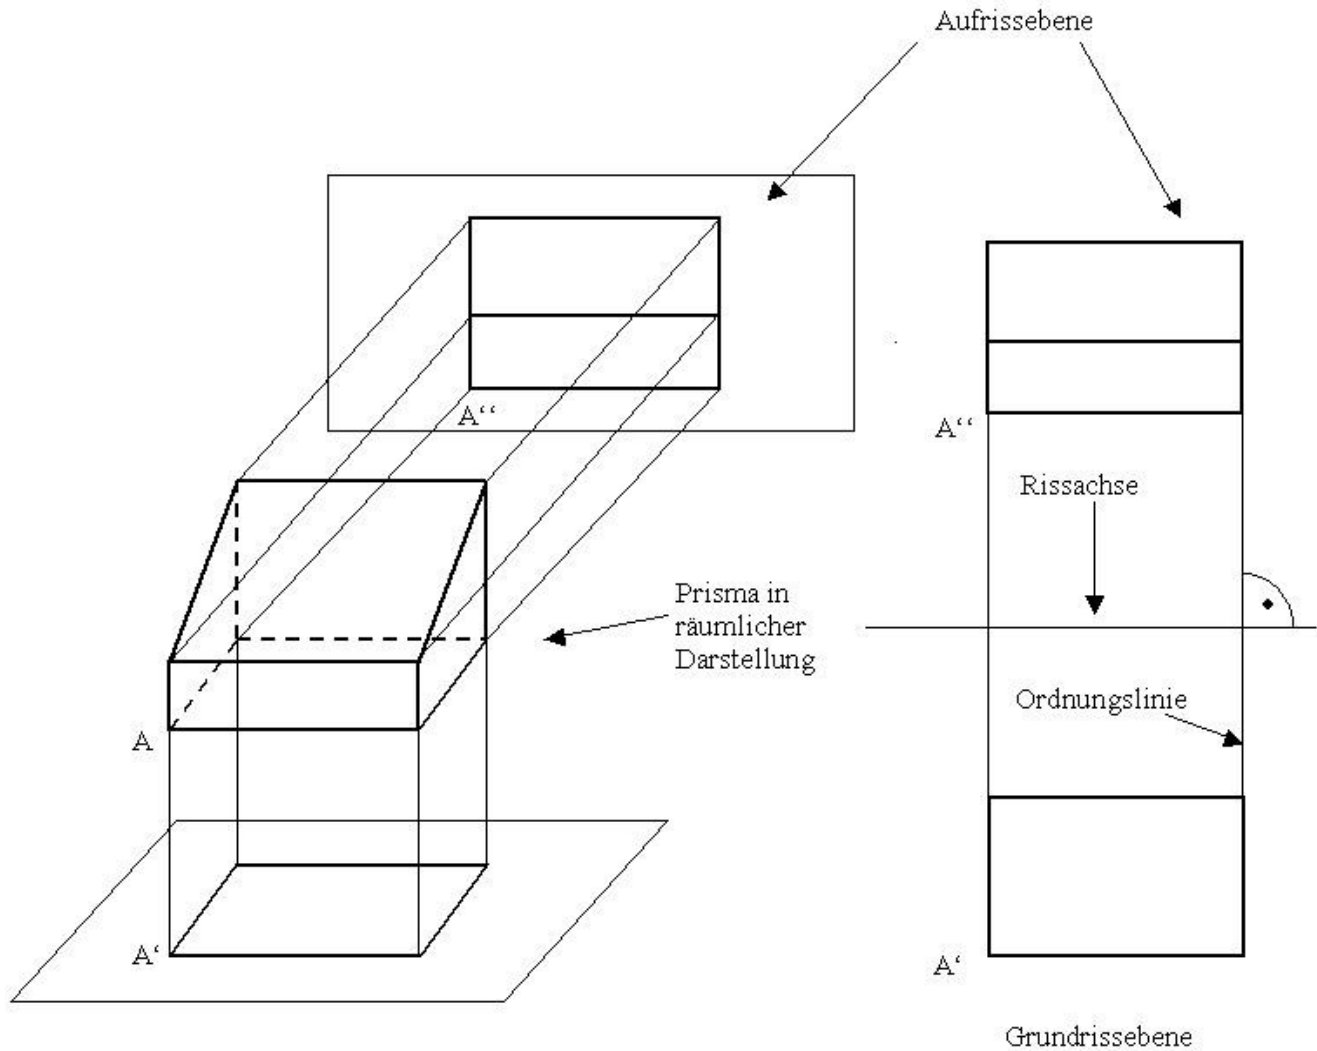 Aufrissebene
A‘‘
A‘‘
Rissachse
Prisma in
räumlicher
Darstellung
Ordnungslinie
A
A‘
A‘
Grundrissebene